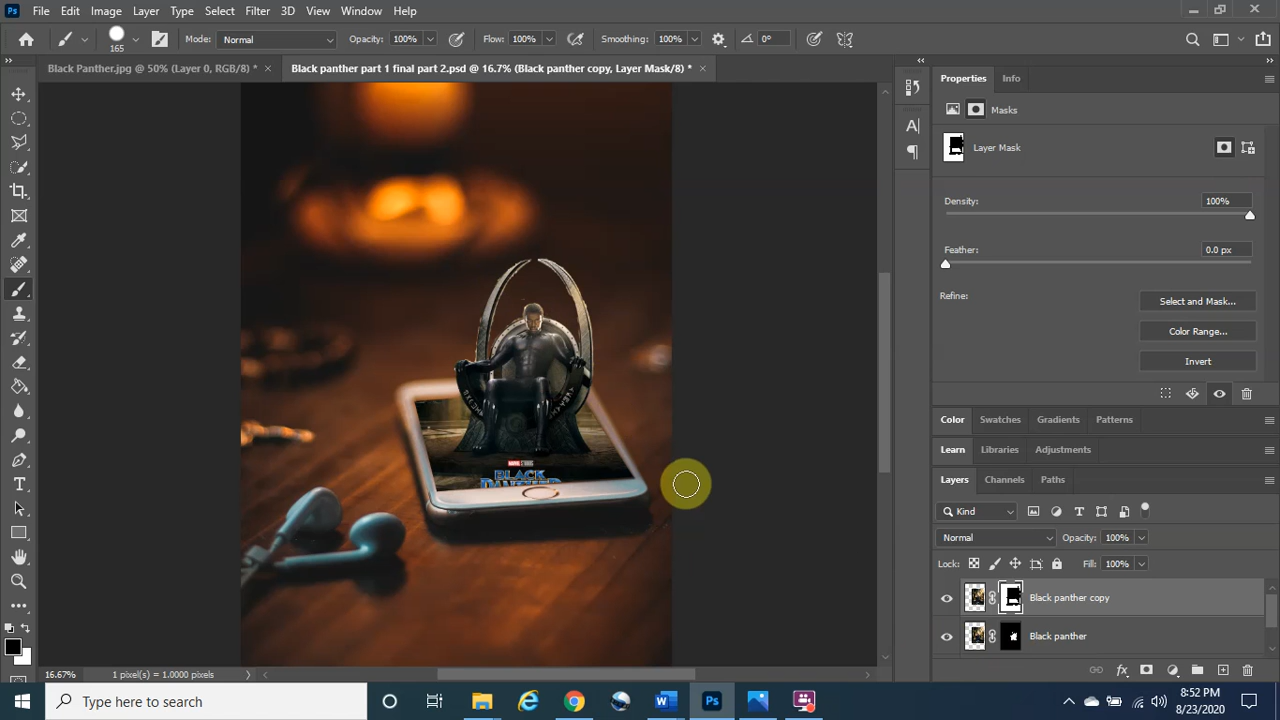 Ps File Edit Image Layer Type Select Filter 3D View Window Help
165 Mode: Normal Opacity: 100% Flow: 100% Smoothing: 100% 0°
Black Panther.jpg @ 50% (Layer 0, RGB/8) * × Black panther part 1 final part 2.psd @ 16.7% (Black panther copy, Layer Mask/8) * ×
Properties Info
Masks
Layer Mask
Density: 100%
Feather: 0.0 px
Refine: Select and Mask...
Color Range...
Invert
Color Swatches Gradients Patterns
Learn Libraries Adjustments
Layers Channels Paths
Kind
Normal Opacity: 100%
Lock: Fill: 100%
Black panther copy
Black panther
MARVEL STUDIOS
BLACK
PANTHER
16.67% 1 pixel(s) = 1.0000 pixels
Type here to search
8:52 PM
8/23/2020